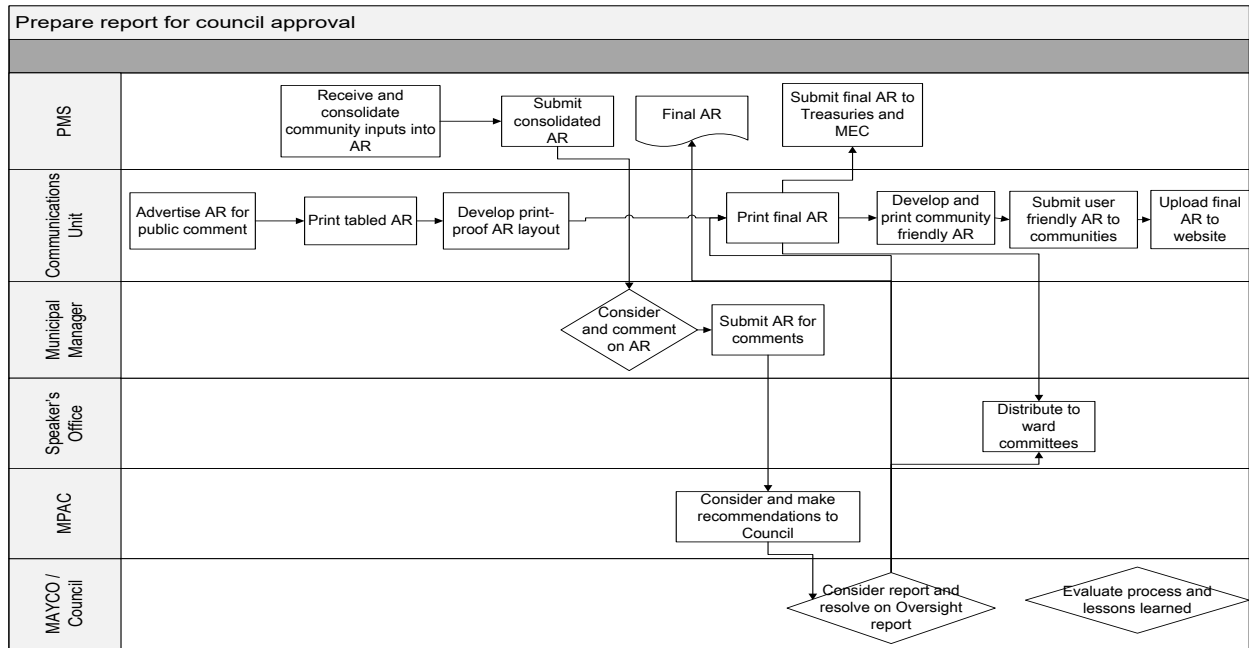 Prepare report for council approval
PMS
Receive and
consolidate
community inputs into
AR
Submit
consolidated
AR
Final AR
Submit final AR to
Treasuries and
MEC
Communications
Unit
Advertise AR for
public comment
Print tabled AR
Develop print-
proof AR layout
Print final AR
Develop and
print community
friendly AR
Submit user
friendly AR to
communities
Upload final
AR to
website
Municipal
Manager
Consider
and comment
on AR
Submit AR for
comments
Speaker's
Office
Distribute to
ward
committees
MPAC
Consider and make
recommendations to
Council
MAYCO /
Council
Consider report and
resolve on Oversight
report
Evaluate process and
lessons learned